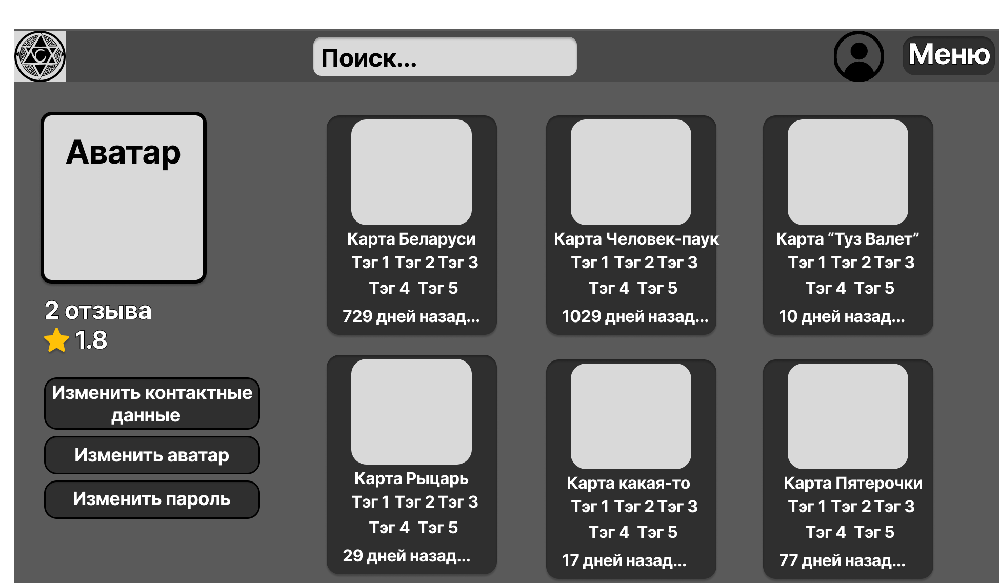 Поиск...
Меню
Аватар
2 отзыва
1.8
Изменить контактные
данные
Изменить аватар
Изменить пароль
Карта Беларуси
Тэг 1 Тэг 2 Тэг 3
Тэг 4 Тэг 5
729 дней назад...
Карта Человек-паук
Тэг 1 Тэг 2 Тэг 3
Тэг 4 Тэг 5
1029 дней назад...
Карта “Туз Валет”
Тэг 1 Тэг 2 Тэг 3
Тэг 4 Тэг 5
10 дней назад...
Карта Рыцарь
Тэг 1 Тэг 2 Тэг 3
Тэг 4 Тэг 5
29 дней назад...
Карта какая-то
Тэг 1 Тэг 2 Тэг 3
Тэг 4 Тэг 5
17 дней назад...
Карта Пятерочки
Тэг 1 Тэг 2 Тэг 3
Тэг 4 Тэг 5
77 дней назад...